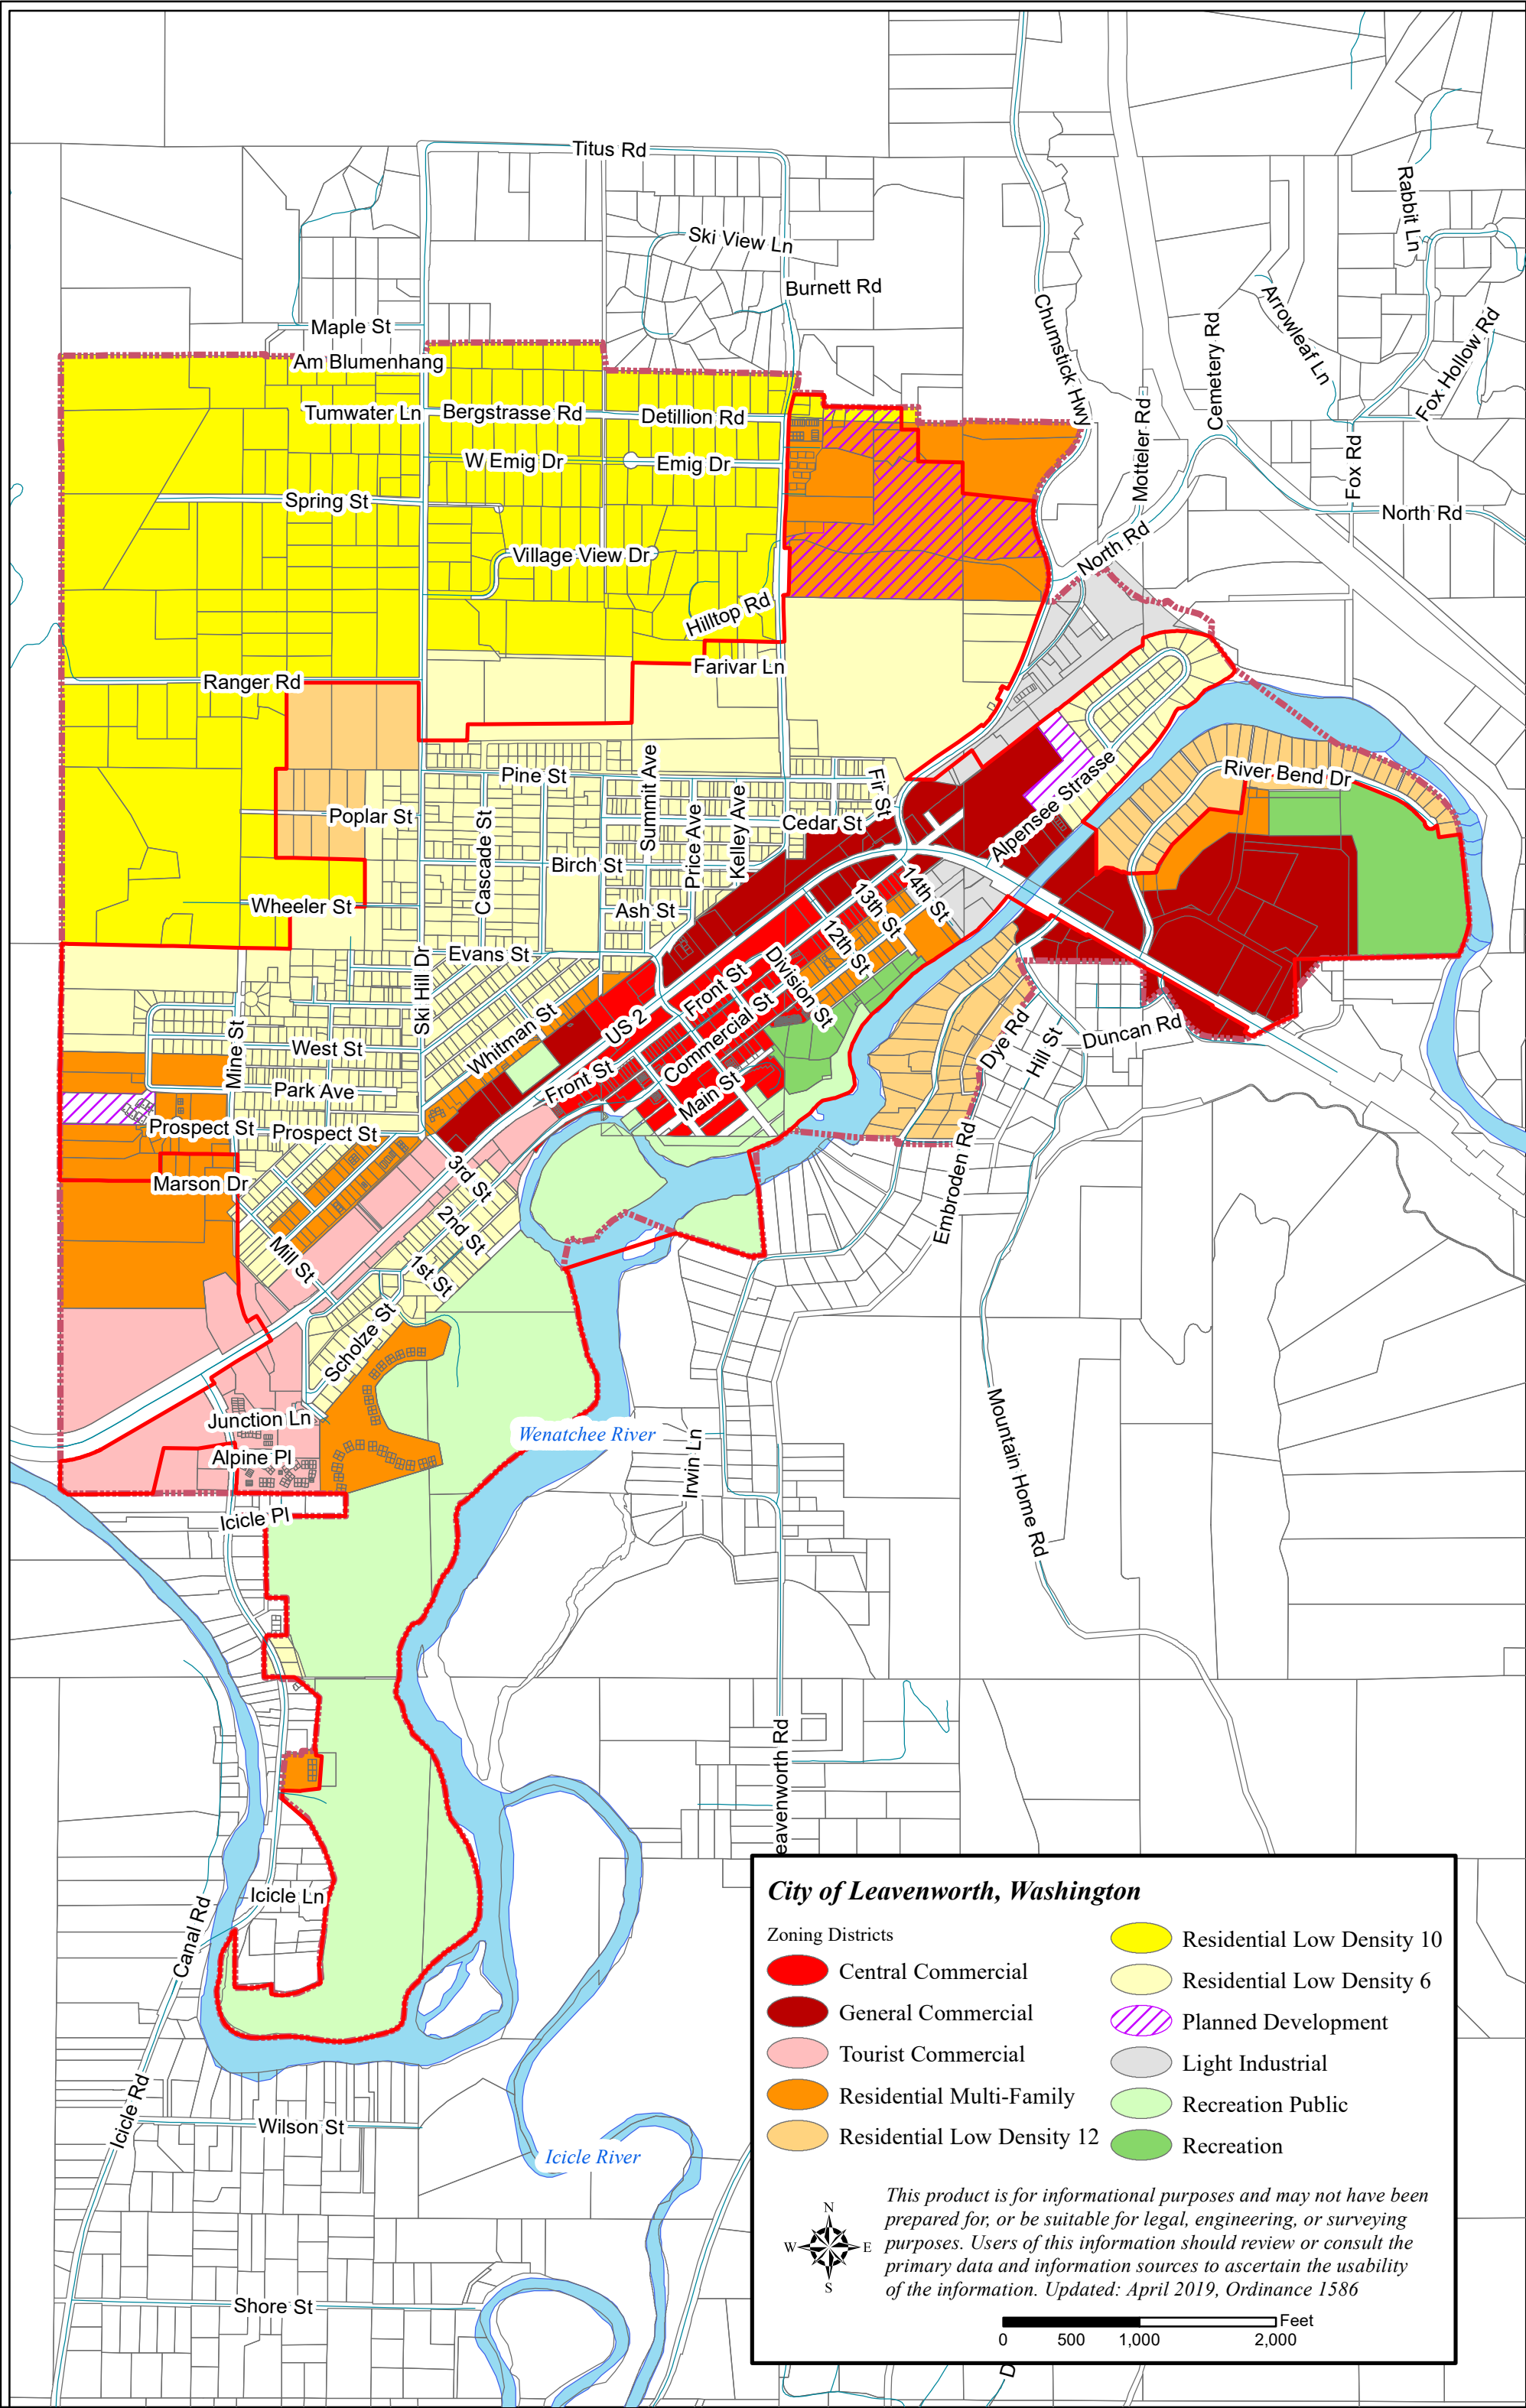 Titus Rd
Ski View Ln
Burnett Rd
Rabbit Ln
Maple St
Am Blumenhang
Chumstick Hwy
Cemetery Rd
Arrowleaf Ln
Fox Hollow Rd
Tumwater Ln
Bergstrasse Rd
Detillion Rd
Motteler Rd
W Emig Dr
Emig Dr
Fox Rd
Spring St
North Rd
North Rd
Village View Dr
Hilltop Rd
Farivar Ln
Ranger Rd
Pine St
Summit Ave
Fir St
River Bend Dr
Poplar St
Cascade St
Price Ave
Kelley Ave
Cedar St
Alpensee Strasse
Birch St
Wheeler St
Ash St
14th St
13th St
12th St
Evans St
Ski Hill Dr
Division St
Front St
Whitman St
US 2
Commercial St
Mine St
West St
Dye Rd
Hill St
Duncan Rd
Park Ave
Front St
Main St
Prospect St
Prospect St
Marson Dr
3rd St
Embroden Rd
2nd St
Mill St
1st St
Scholze St
Junction Ln
Wenatchee River
Alpine Pl
Irwin Ln
Mountain Home Rd
Icicle Pl
eavenworth Rd
Icicle Ln
Canal Rd
Icicle Rd
Wilson St
Icicle River
Shore St
D
City of Leavenworth, Washington
Zoning Districts
Central Commercial
General Commercial
Tourist Commercial
Residential Multi-Family
Residential Low Density 12
Residential Low Density 10
Residential Low Density 6
Planned Development
Light Industrial
Recreation Public
Recreation
N
W
E
S
This product is for informational purposes and may not have been
prepared for, or be suitable for legal, engineering, or surveying
purposes. Users of this information should review or consult the
primary data and information sources to ascertain the usability
of the information. Updated: April 2019, Ordinance 1586
Feet
0 500 1,000 2,000